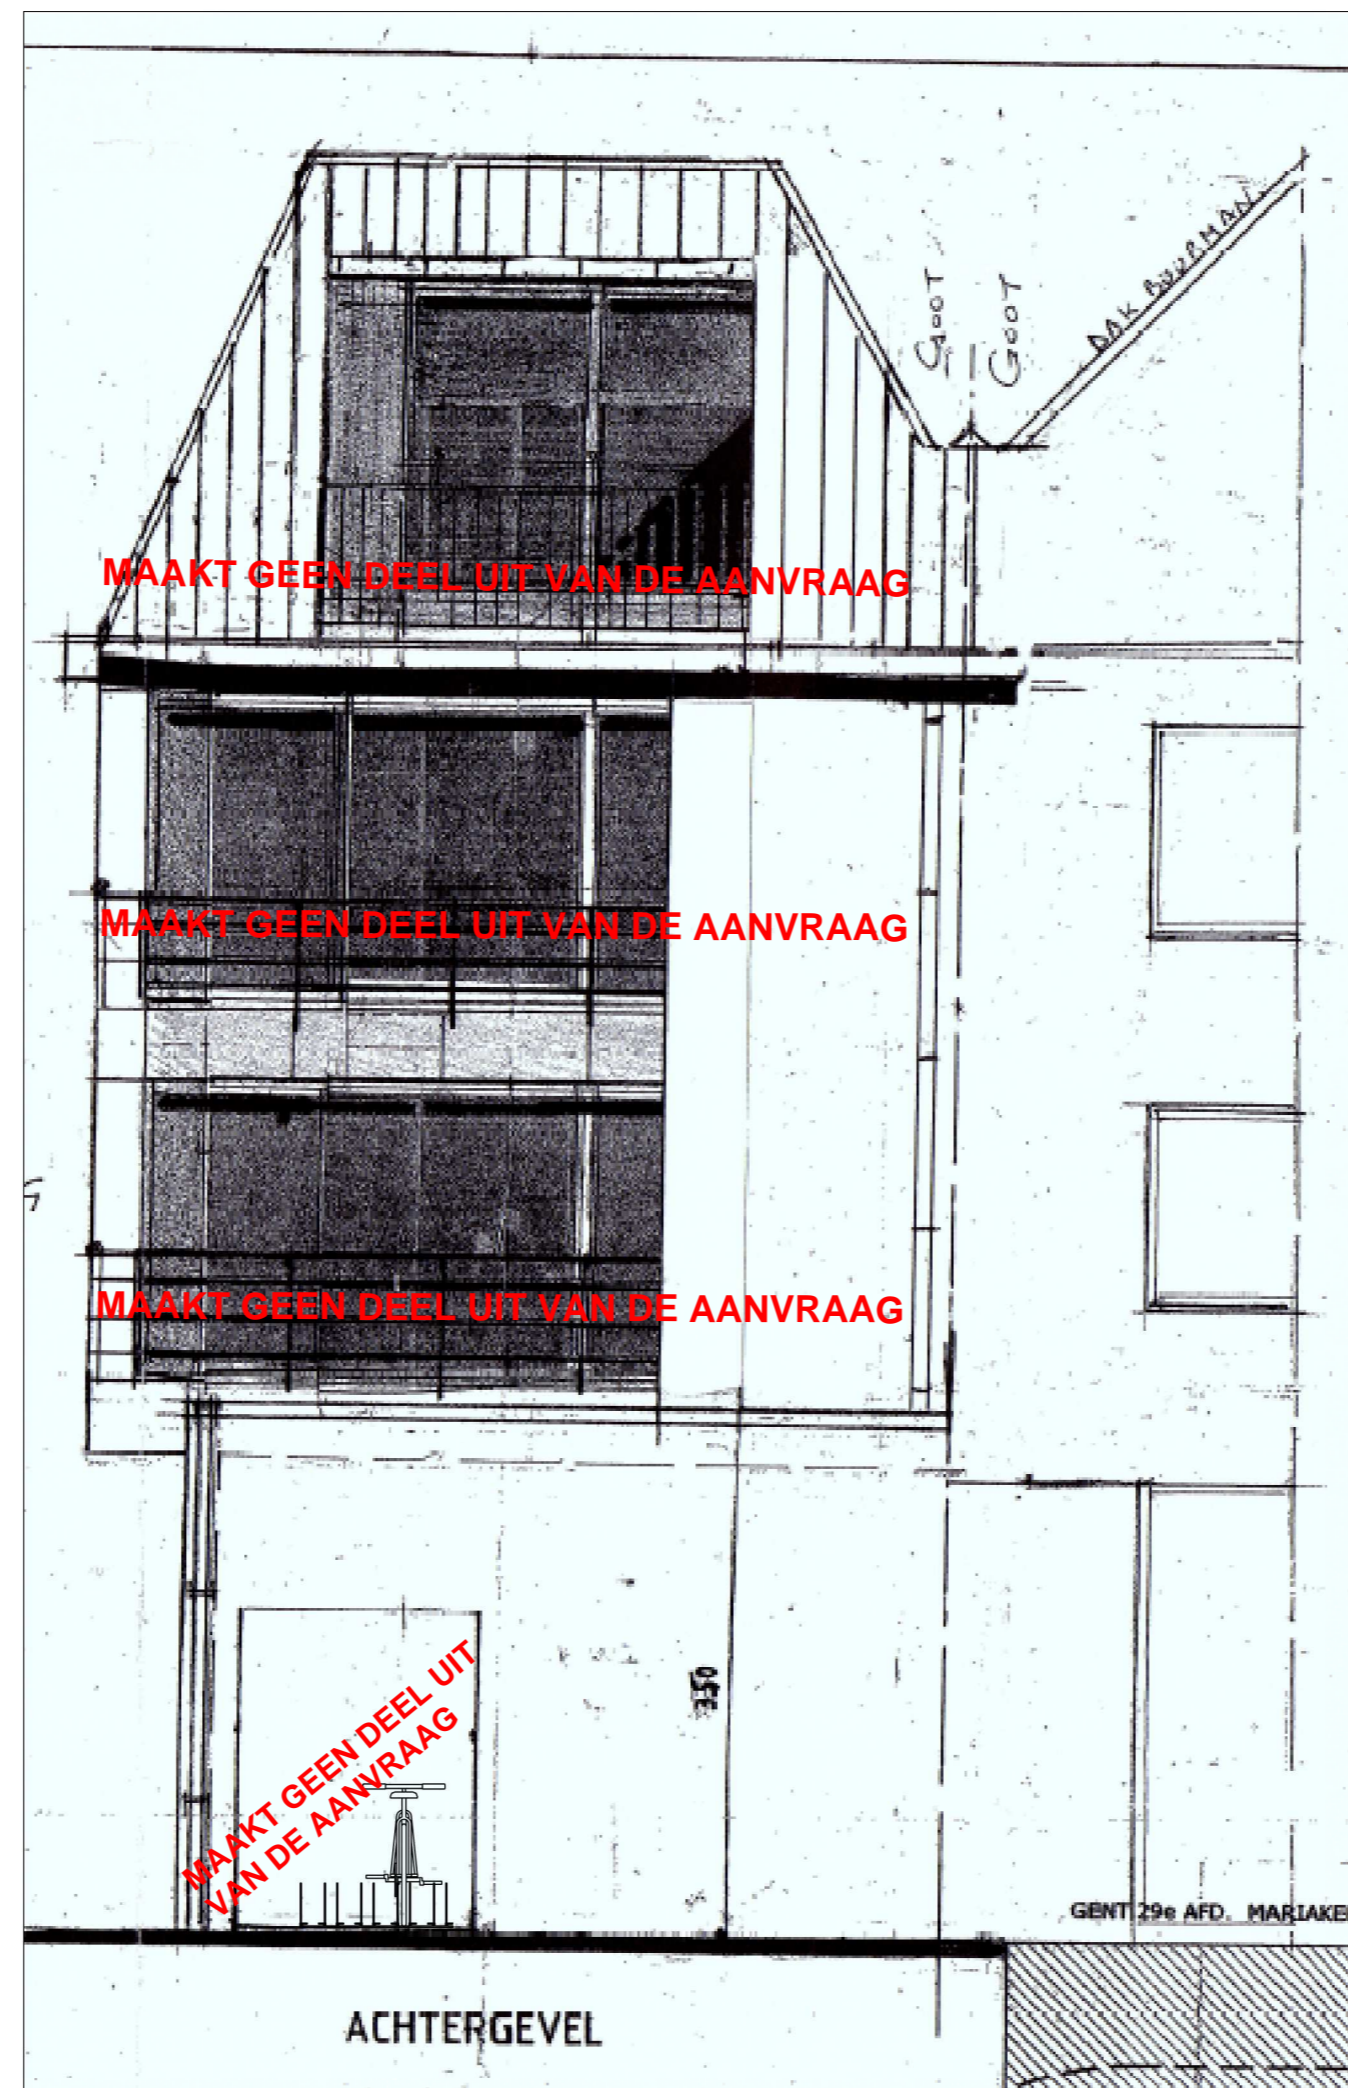 GOOT
GOOT
DAK BUURMAN
MAAKT GEEN DEEL UIT VAN DE AANVRAAG
MAAKT GEEN DEEL UIT VAN DE AANVRAAG
MAAKT GEEN DEEL UIT VAN DE AANVRAAG
350
MAAKT GEEN DEEL UIT
VAN DE AANVRAAG
GENT 29e AFD. MARIAKE
ACHTERGEVEL